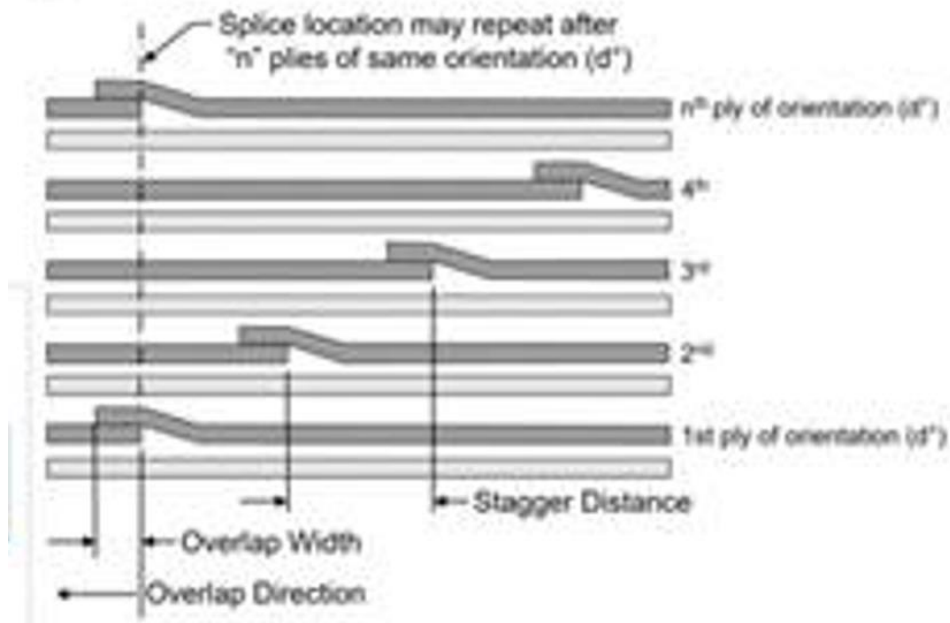 Splice location may repeat after
"n" plies of same orientation (d°)
nth ply of orientation (d°)
4th
3rd
2nd
1st ply of orientation (d°)
Stagger Distance
Overlap Width
Overlap Direction